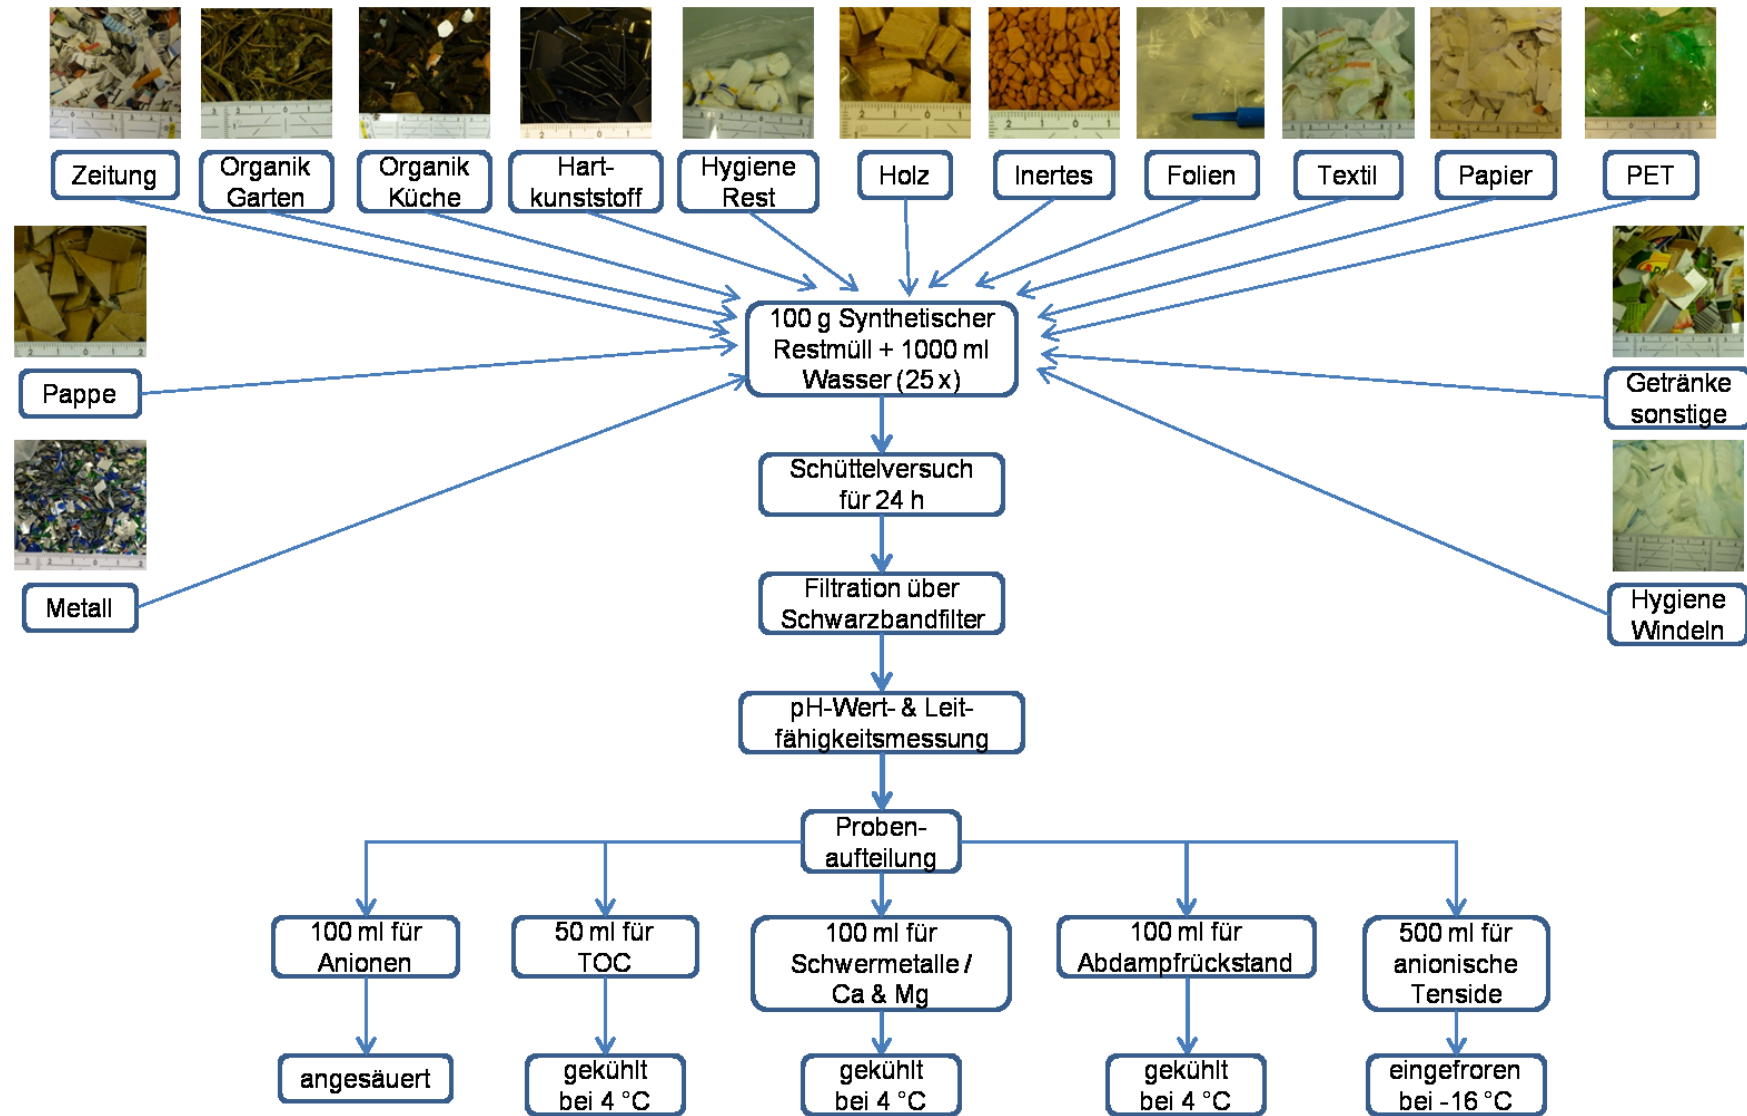 Zeitung
Organik
Garten
Organik
Küche
Hart-
kunststoff
Hygiene
Rest
Holz
Inertes
Folien
Textil
Papier
PET
Pappe
Metall
100 g Synthetischer
Restmüll + 1000 ml
Wasser (25 x)
Getränke
sonstige
Hygiene
Windeln
Schüttelversuch
für 24 h
Filtration über
Schwarzbandfilter
pH-Wert- & Leit-
fähigkeitsmessung
Proben-
aufteilung
100 ml für
Anionen
50 ml für
TOC
100 ml für
Schwermetalle /
Ca & Mg
100 ml für
Abdampfrückstand
500 ml für
anionische
Tenside
angesäuert
gekühlt
bei 4 °C
gekühlt
bei 4 °C
gekühlt
bei 4 °C
eingefroren
bei -16 °C